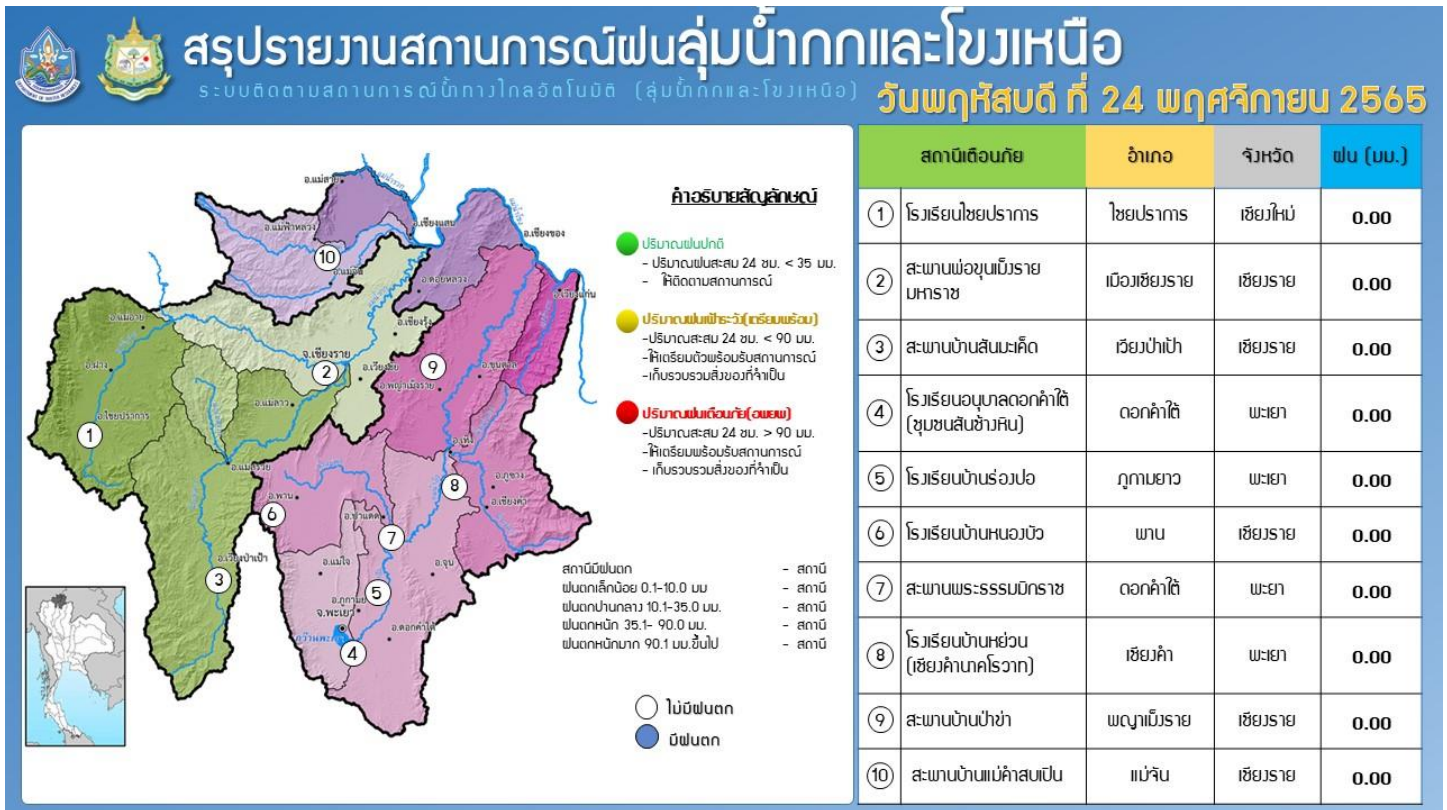 สรุปรายงานสถานการณ์ฝนลุ่มน้ำกกและโขงเหนือ
ระบบติดตามสถานการณ์น้ำทางไกลอัตโนมัติ (ลุ่มน้ำกกและโขงเหนือ)
วันพฤหัสบดี ที่ 24 พฤศจิกายน 2565
อ.แม่สาย
อ.แม่ฟ้าหลวง
อ.เชียงแสน
อ.เชียงของ
10
อ.แม่จัน
อ.ดอยหลวง
อ.เวียงแก่น
อ.แม่อาย
อ.เชียงรุ้ง
จ.เชียงราย
อ.ฝาง
2
อ.เวียงชัย
9
อ.ขุนตาล
อ.พญาเม็งราย
อ.ไชยปราการ
อ.แม่ลาว
1
อ.เทิง
อ.แม่สรวย
8
อ.ภูซาง
อ.พาน
อ.เชียงคำ
6
อ.ป่าแดด
7
อ.เวียงป่าเป้า
3
อ.แม่ใจ
อ.จุน
5
จ.พะเยา
อ.ดอกคำใต้
กว๊านพะเยา
4
คำอธิบายสัญลักษณ์
ปริมาณฝนปกติ
- ปริมาณฝนสะสม 24 ชม. < 35 มม.
- ให้ติดตามสถานการณ์
ปริมาณฝนเฝ้าระวัง(เตรียมพร้อม)
-ปริมาณสะสม 24 ชม. < 90 มม.
-ให้เตรียมตัวพร้อมรับสถานการณ์
-เก็บรวบรวมสิ่งของที่จำเป็น
ปริมาณฝนเตือนภัย(อพยพ)
-ปริมาณสะสม 24 ชม. > 90 มม.
-ให้เตรียมพร้อมรับสถานการณ์
- เก็บรวบรวมสิ่งของที่จำเป็น
สถานีมีฝนตก - สถานี
ฝนตกเล็กน้อย 0.1-10.0 มม - สถานี
ฝนตกปานกลาง 10.1-35.0 มม. - สถานี
ฝนตกหนัก 35.1- 90.0 มม. - สถานี
ฝนตกหนักมาก 90.1 มม.ขึ้นไป - สถานี
ไม่มีฝนตก
มีฝนตก
สถานีเตือนภัย อำเภอ จังหวัด ฝน (มม.)
1 โรงเรียนไชยปราการ ไชยปราการ เชียงใหม่ 0.00
2 สะพานพ่อขุนเม็งราย
มหาราช เมืองเชียงราย เชียงราย 0.00
3 สะพานบ้านสันมะเค็ด เวียงป่าเป้า เชียงราย 0.00
4 โรงเรียนอนุบาลดอกคำใต้
(ชุมชนสันช้างหิน) ดอกคำใต้ พะเยา 0.00
5 โรงเรียนบ้านร่องปอ ภูกามยาว พะเยา 0.00
6 โรงเรียนบ้านหนองบัว พาน เชียงราย 0.00
7 สะพานพระธรรมมิกราช ดอกคำใต้ พะเยา 0.00
8 โรงเรียนบ้านหย่วน
(เชียงคำนาคโรวาท) เชียงคำ พะเยา 0.00
9 สะพานบ้านป่าข่า พญาเม็งราย เชียงราย 0.00
10 สะพานบ้านแม่คำสบเปิน แม่จัน เชียงราย 0.00